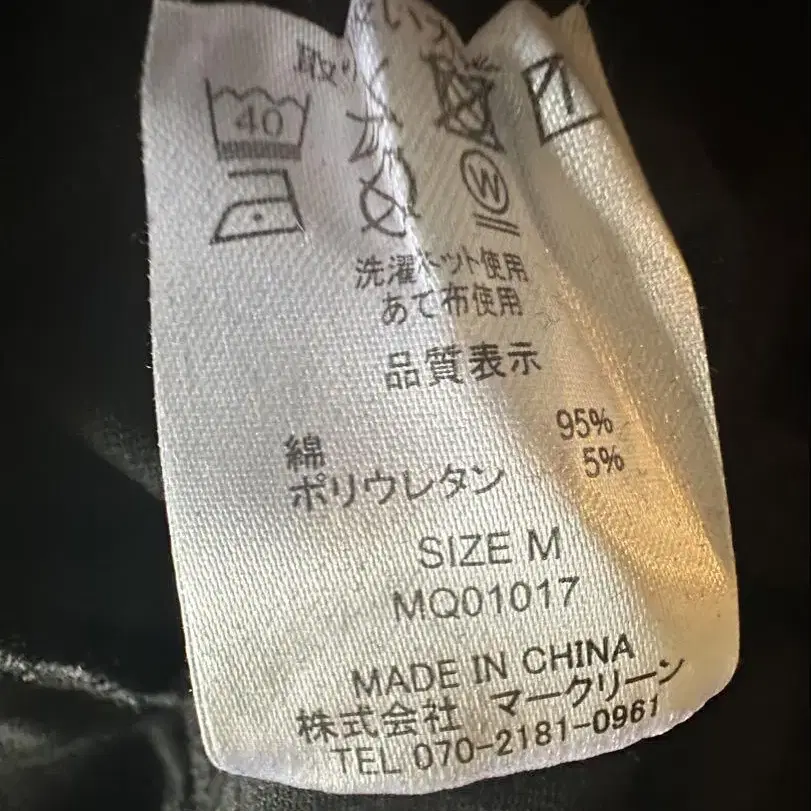 取り
40
W
洗濯ネット使用
あて布使用
品質表示
綿 95%
ポリウレタン 5%
SIZE M
MQ01017
MADE IN CHINA
株式会社 マークリーン
TEL 070-2181-0961